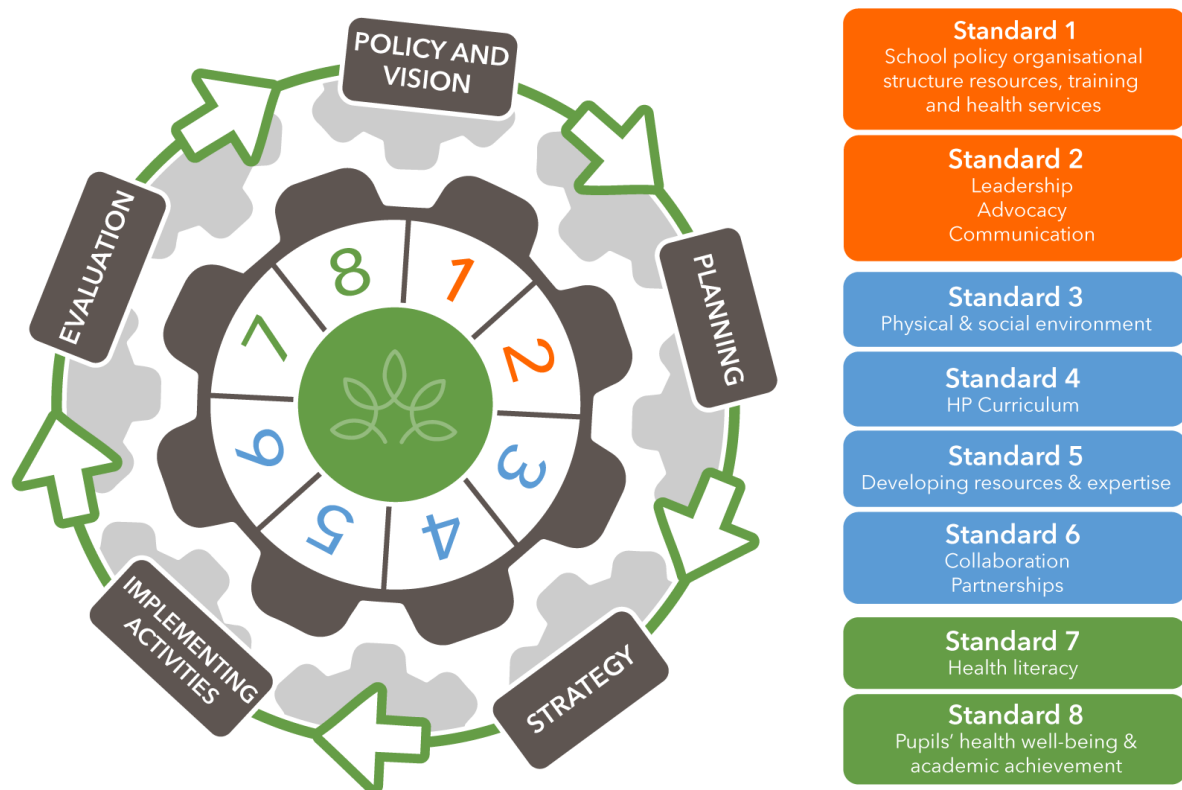 POLICY AND
VISION
PLANNING
STRATEGY
IMPLEMENTING
ACTIVITIES
EVALUATION
1
2
3
4
5
6
7
8
Standard 1
School policy organisational
structure resources, training
and health services
Standard 2
Leadership
Advocacy
Communication
Standard 3
Physical & social environment
Standard 4
HP Curriculum
Standard 5
Developing resources & expertise
Standard 6
Collaboration
Partnerships
Standard 7
Health literacy
Standard 8
Pupils’ health well-being &
academic achievement